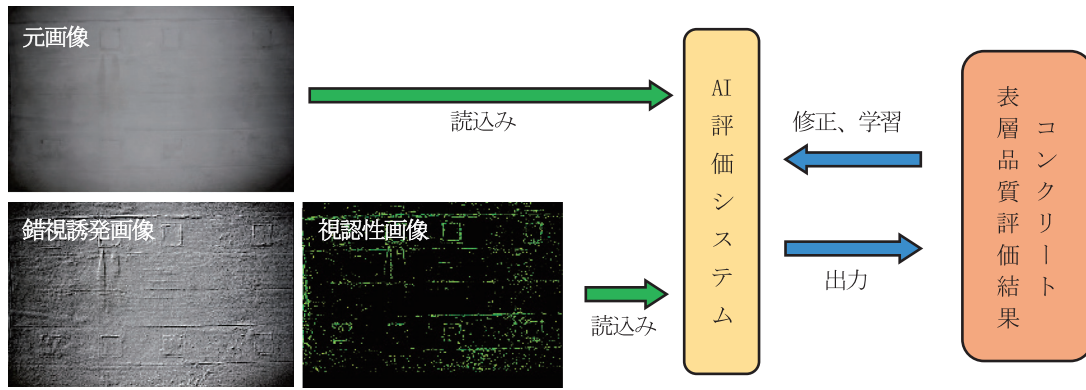 元画像
読込み
錯視誘発画像
視認性画像
読込み
AI評価システム
修正、学習
出力
コンクリート
表層品質評価結果